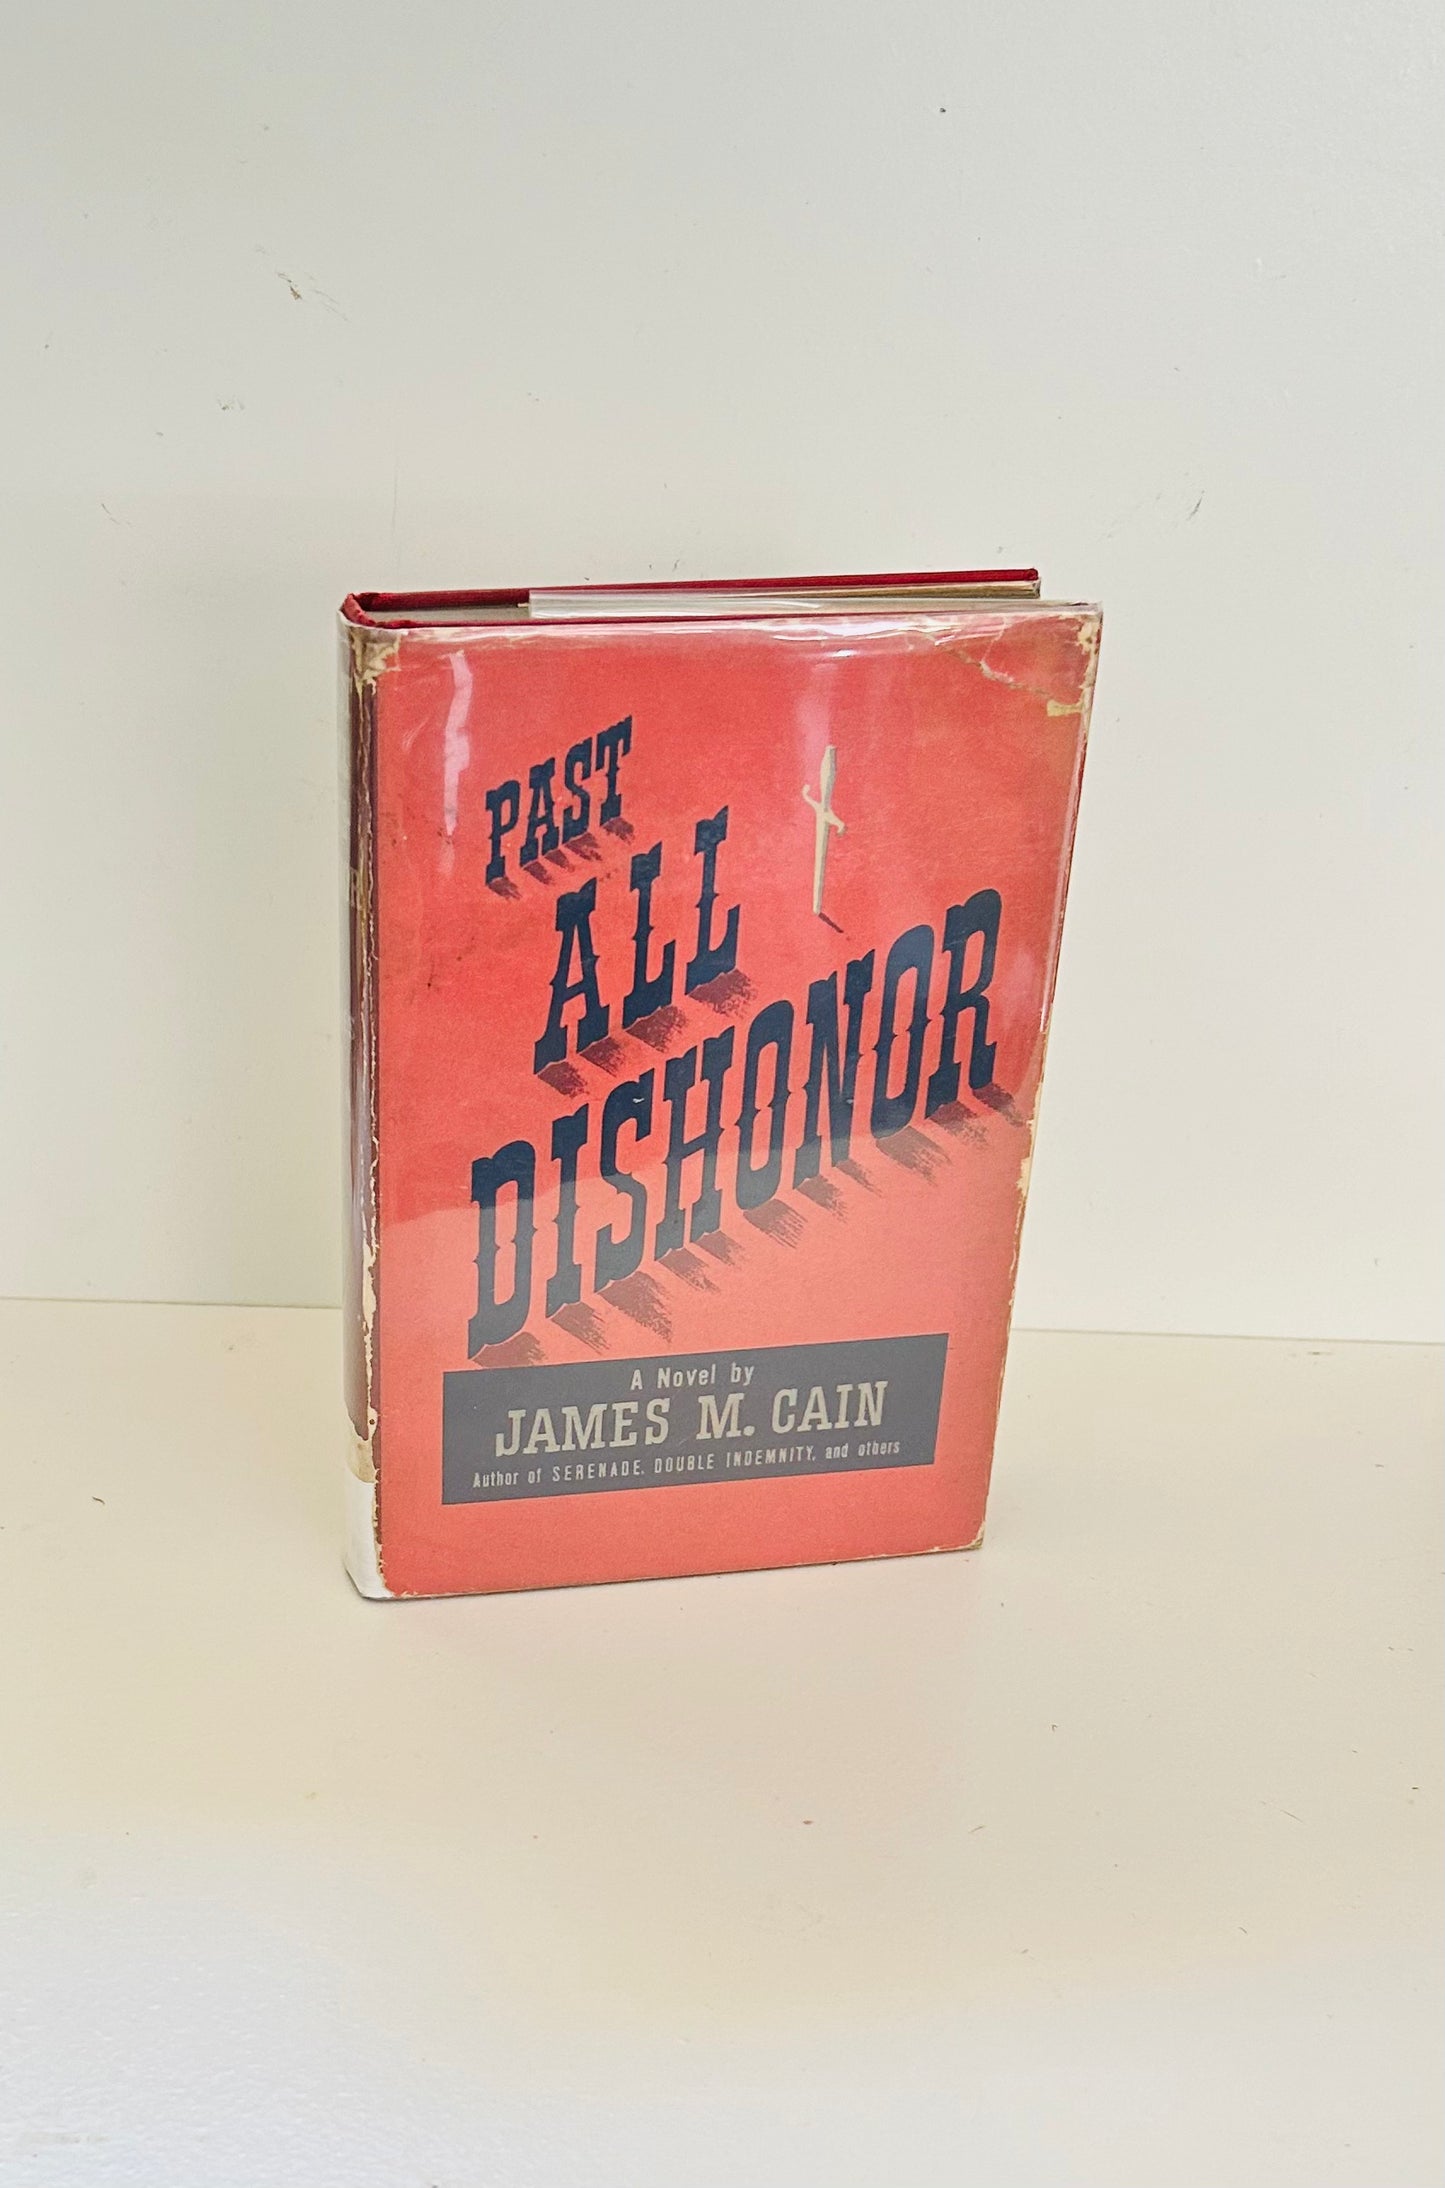 PAST
ALL
DISHONOR
A Novel by
JAMES M. CAIN
Author of SERENADE, DOUBLE INDEMNITY, and others